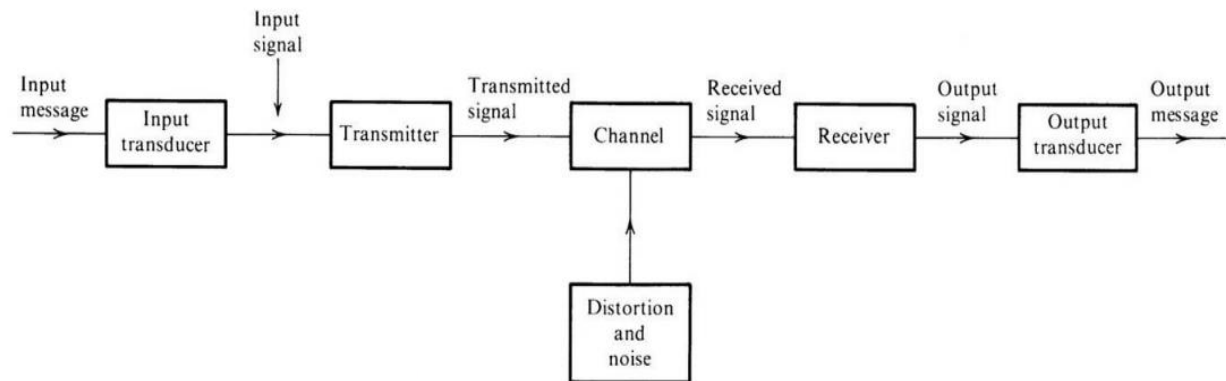 Input
signal
Input
message
Input
transducer
Transmitter
Transmitted
signal
Channel
Received
signal
Receiver
Output
signal
Output
transducer
Output
message
Distortion
and
noise